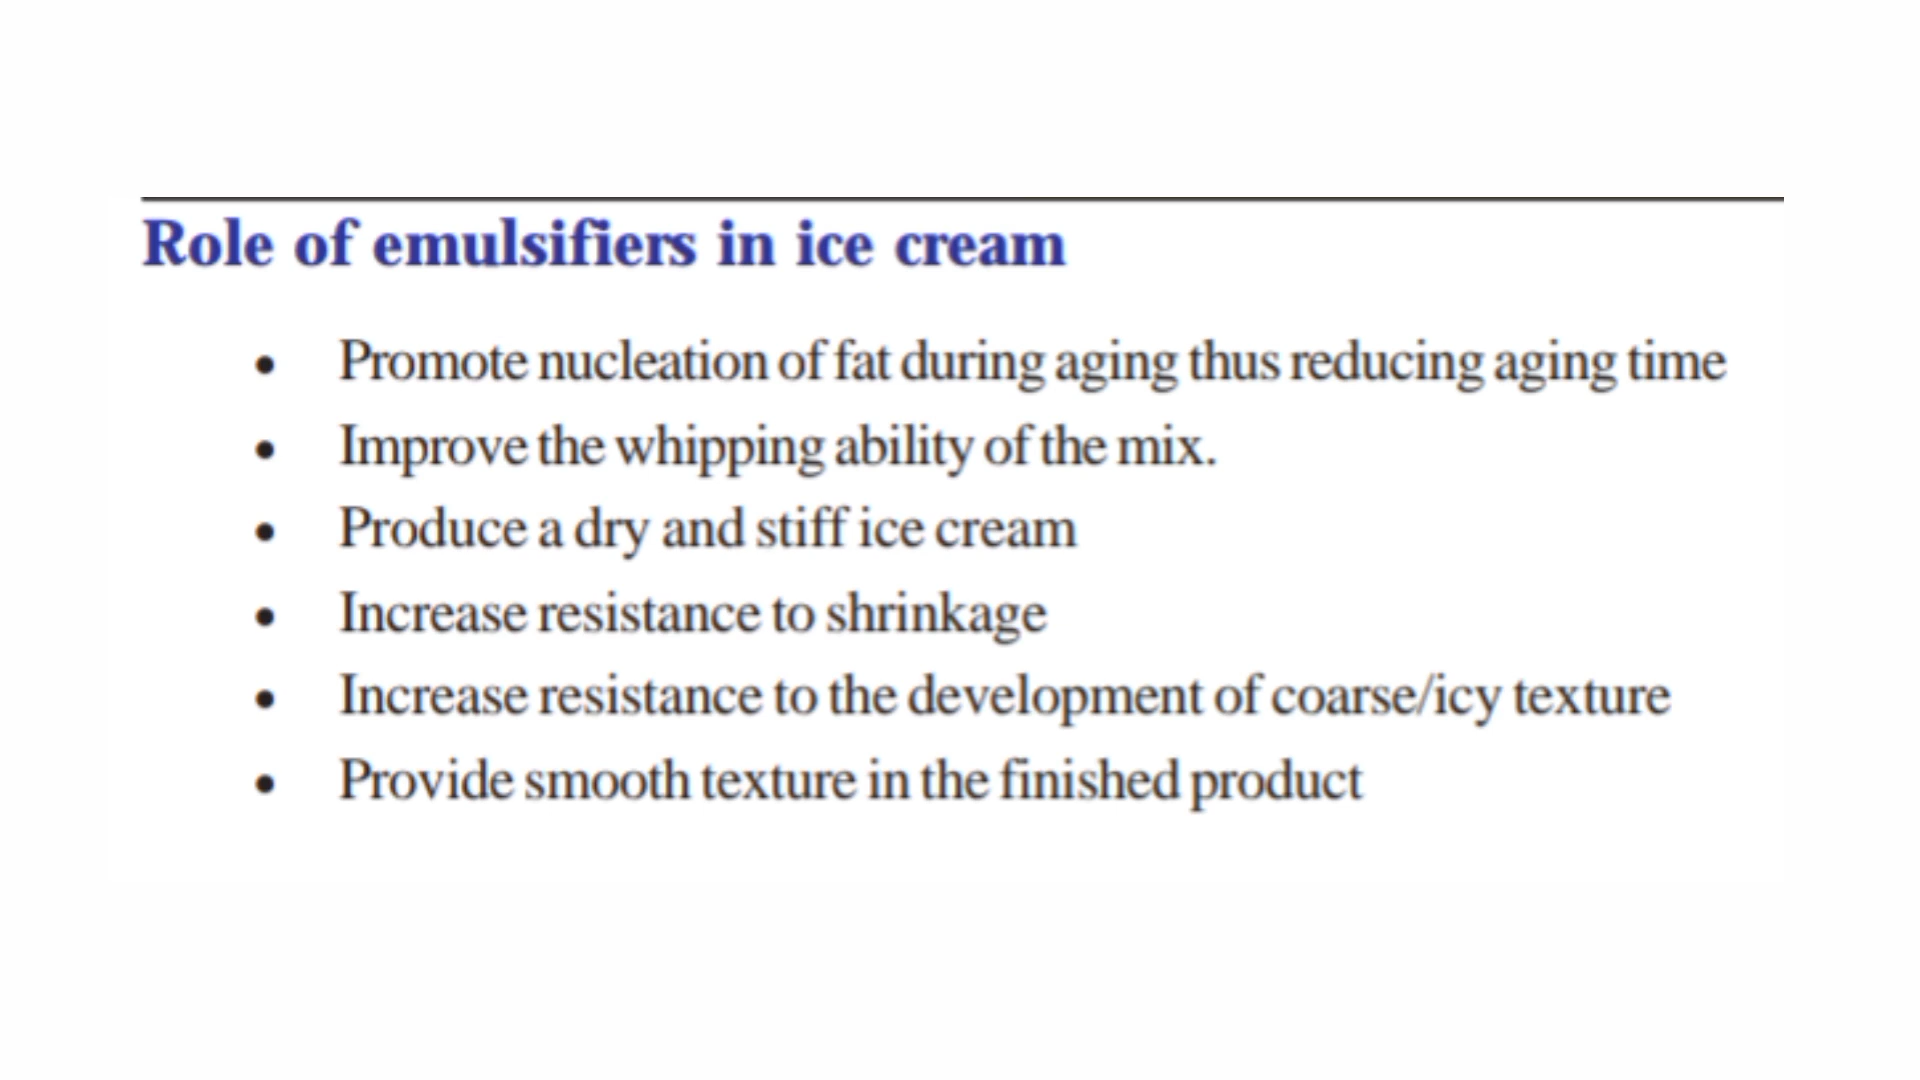 Role of emulsifiers in ice cream
• Promote nucleation of fat during aging thus reducing aging time
• Improve the whipping ability of the mix.
• Produce a dry and stiff ice cream
• Increase resistance to shrinkage
• Increase resistance to the development of coarse/icy texture
• Provide smooth texture in the finished product